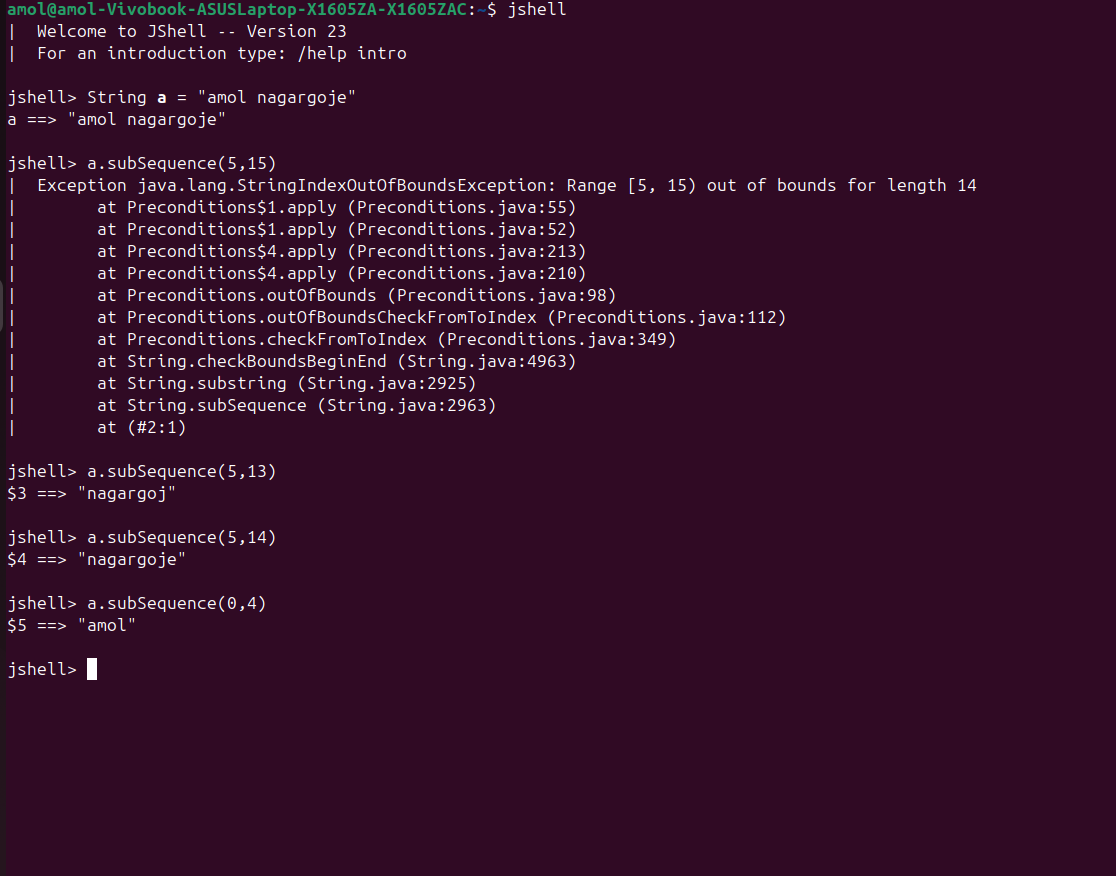 amol@amol-Vivobook-ASUSLaptop-X1605ZA-X1605ZAC:~$ jshell
|  Welcome to JShell -- Version 23
|  For an introduction type: /help intro

jshell> String a = "amol nagargoje"
a ==> "amol nagargoje"

jshell> a.subSequence(5,15)
|  Exception java.lang.StringIndexOutOfBoundsException: Range [5, 15) out of bounds for length 14
|        at Preconditions$1.apply (Preconditions.java:55)
|        at Preconditions$1.apply (Preconditions.java:52)
|        at Preconditions$4.apply (Preconditions.java:213)
|        at Preconditions$4.apply (Preconditions.java:210)
|        at Preconditions.outOfBounds (Preconditions.java:98)
|        at Preconditions.outOfBoundsCheckFromToIndex (Preconditions.java:112)
|        at Preconditions.checkFromToIndex (Preconditions.java:349)
|        at String.checkBoundsBeginEnd (String.java:4963)
|        at String.substring (String.java:2925)
|        at String.subSequence (String.java:2963)
|        at (#2:1)

jshell> a.subSequence(5,13)
$3 ==> "nagargoj"

jshell> a.subSequence(5,14)
$4 ==> "nagargoje"

jshell> a.subSequence(0,4)
$5 ==> "amol"

jshell>